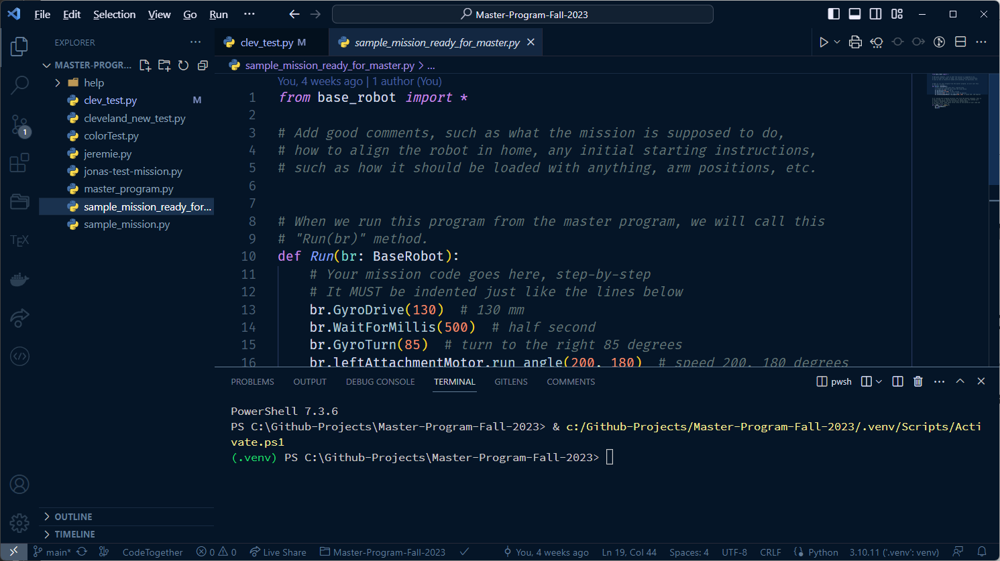 File Edit Selection View Go Run ··· Master-Program-Fall-2023
EXPLORER ···
MASTER-PROGR...
help
clev_test.py M
cleveland_new_test.py
colorTest.py
jeremie.py
jonas-test-mission.py
master_program.py
sample_mission_ready_for...
sample_mission.py
OUTLINE
TIMELINE
1
TEX
clev_test.py M sample_mission_ready_for_master.py
sample_mission_ready_for_master.py > ...
You, 4 weeks ago | 1 author (You)
1 from base_robot import *
2
3 # Add good comments, such as what the mission is supposed to do,
4 # how to align the robot in home, any initial starting instructions,
5 # such as how it should be loaded with anything, arm positions, etc.
6
7
8 # When we run this program from the master program, we will call this
9 # "Run(br)" method.
10 def Run(br: BaseRobot):
11 # Your mission code goes here, step-by-step
12 # It MUST be indented just like the lines below
13 br.GyroDrive(130) # 130 mm
14 br.WaitForMillis(500) # half second
15 br.GyroTurn(85) # turn to the right 85 degrees
16 br.leftAttachmentMotor.run_angle(200, 180) # speed 200, 180 degrees
PROBLEMS OUTPUT DEBUG CONSOLE TERMINAL GITLENS COMMENTS pwsh
PowerShell 7.3.6
PS C:\Github-Projects\Master-Program-Fall-2023> & c:/Github-Projects/Master-Program-Fall-2023/.venv/Scripts/Acti
vate.ps1
(.venv) PS C:\Github-Projects\Master-Program-Fall-2023>
main* CodeTogether 0 0 Live Share Master-Program-Fall-2023 You, 4 weeks ago Ln 19, Col 44 Spaces: 4 UTF-8 CRLF Python 3.10.11 ('.venv': venv)